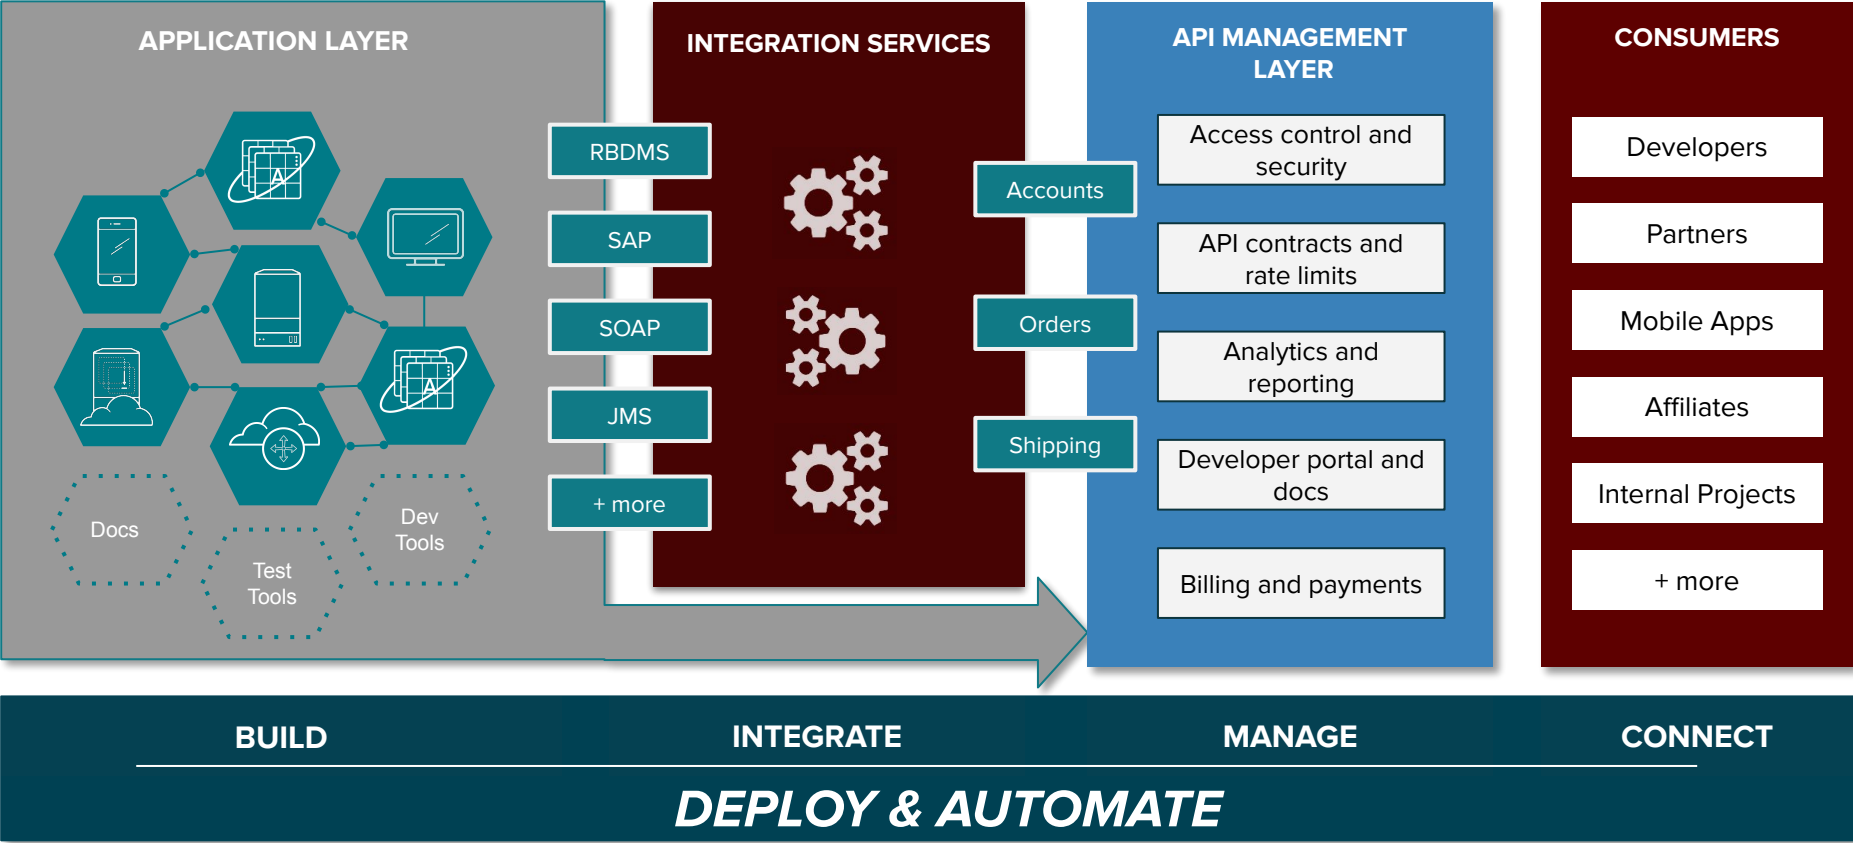 APPLICATION LAYER
A
A
Docs
Test
Tools
Dev
Tools
RBDMS
SAP
SOAP
JMS
+ more
INTEGRATION SERVICES
Accounts
Orders
Shipping
API MANAGEMENT
LAYER
Access control and
security
API contracts and
rate limits
Analytics and
reporting
Developer portal and
docs
Billing and payments
CONSUMERS
Developers
Partners
Mobile Apps
Affiliates
Internal Projects
+ more
BUILD
INTEGRATE
MANAGE
CONNECT
DEPLOY & AUTOMATE